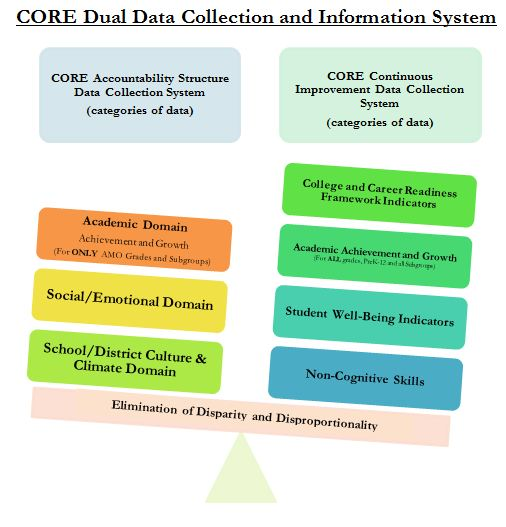 CORE Dual Data Collection and Information System
CORE Accountability Structure
Data Collection System
(categories of data)
CORE Continuous
Improvement Data Collection
System
(categories of data)
Academic Domain
Achievement and Growth
(For ONLY AMO Grades and Subgroups)
Social/Emotional Domain
School/District Culture &
Climate Domain
College and Career Readiness
Framework Indicators
Academic Achievement and Growth
(For ALL grades, PreK-12 and all Subgroups)
Student Well-Being Indicators
Non-Cognitive Skills
Elimination of Disparity and Disproportionality